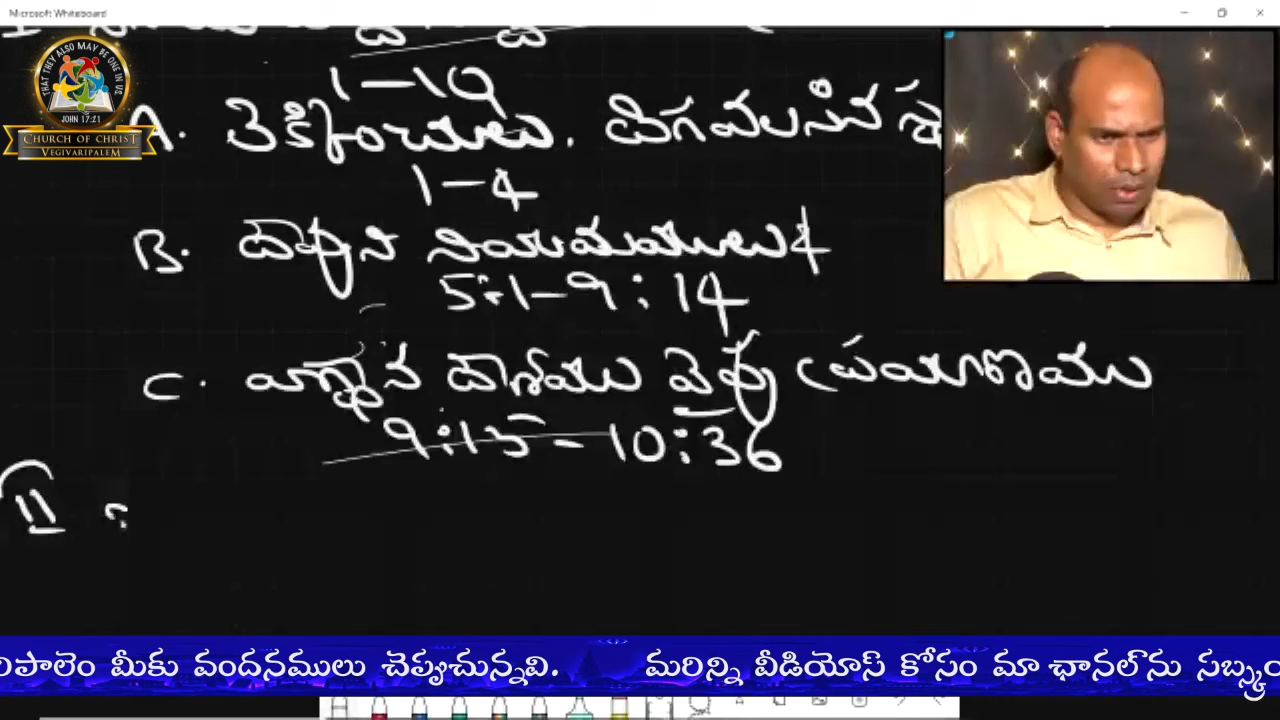 Microsoft Whiteboard
THAT THEY ALSO MAY BE ONE IN US
JOHN 17:21
CHURCH OF CHRIST
VEGIVARIPALEM
1-10
A. లెక్కించుటలు.
1-4
B. దావుని నియమములు
5:1-9:14
C. వాగ్దాన దేశము వైపు ప్రయాణము
9:15-10:36
II
రిపాలెం మీకు వందనములు చెప్పుచున్నవి. మరిన్ని వీడియోస్ కోసం మా ఛానల్‌ను సబ్స్క్ర